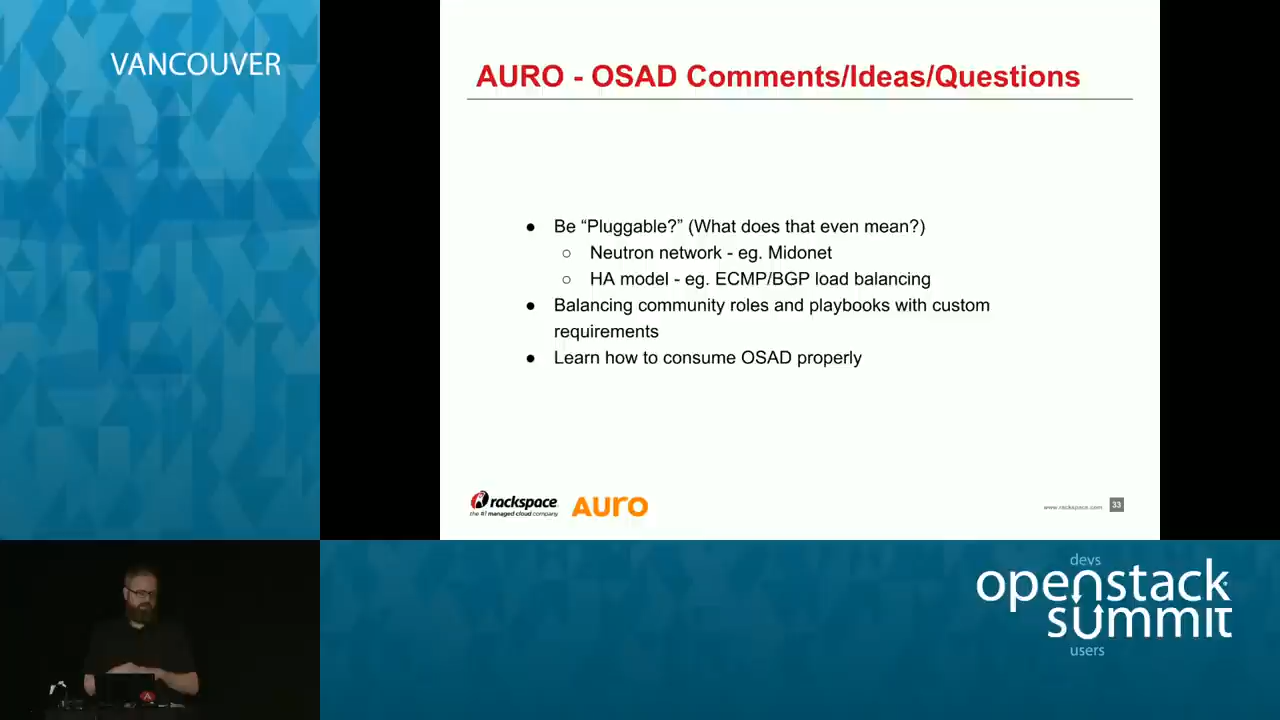 VANCOUVER
AURO - OSAD Comments/Ideas/Questions
● Be “Pluggable?” (What does that even mean?)
○ Neutron network - eg. Midonet
○ HA model - eg. ECMP/BGP load balancing
● Balancing community roles and playbooks with custom
requirements
● Learn how to consume OSAD properly
rackspace
the #1 managed cloud company
AURO
www.rackspace.com 33
devs
openstack
summit
users